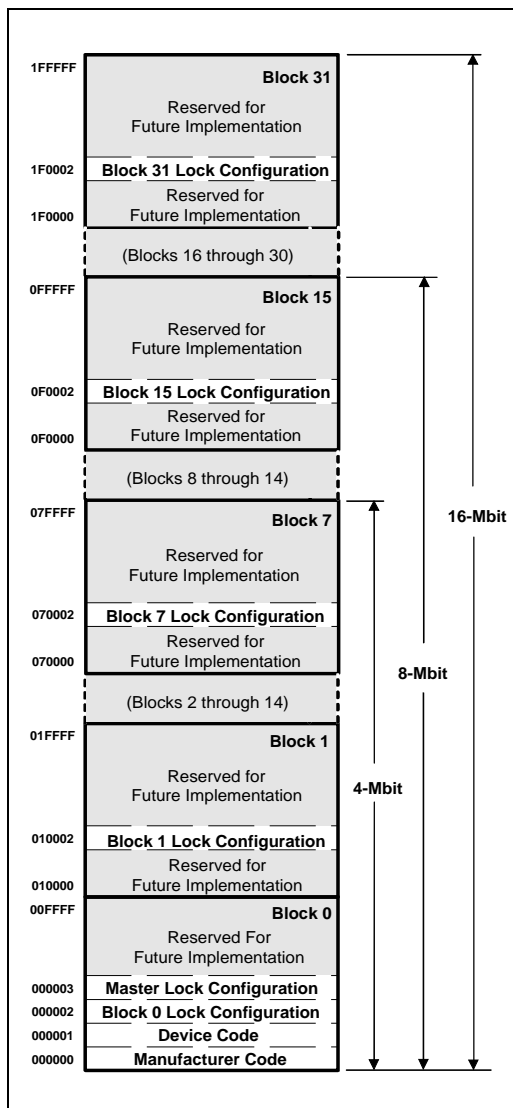 1FFFFF
Block 31
Reserved for
Future Implementation
1F0002
Block 31 Lock Configuration
Reserved for
Future Implementation
1F0000
(Blocks 16 through 30)
0FFFFF
Block 15
Reserved for
Future Implementation
0F0002
Block 15 Lock Configuration
Reserved for
Future Implementation
0F0000
(Blocks 8 through 14)
07FFFF
Block 7
16-Mbit
Reserved for
Future Implementation
070002
Block 7 Lock Configuration
Reserved for
Future Implementation
070000
8-Mbit
(Blocks 2 through 14)
01FFFF
Block 1
Reserved for
Future Implementation
4-Mbit
010002
Block 1 Lock Configuration
Reserved for
Future Implementation
010000
00FFFF
Block 0
Reserved For
Future Implementation
000003
Master Lock Configuration
000002
Block 0 Lock Configuration
000001
Device Code
000000
Manufacturer Code